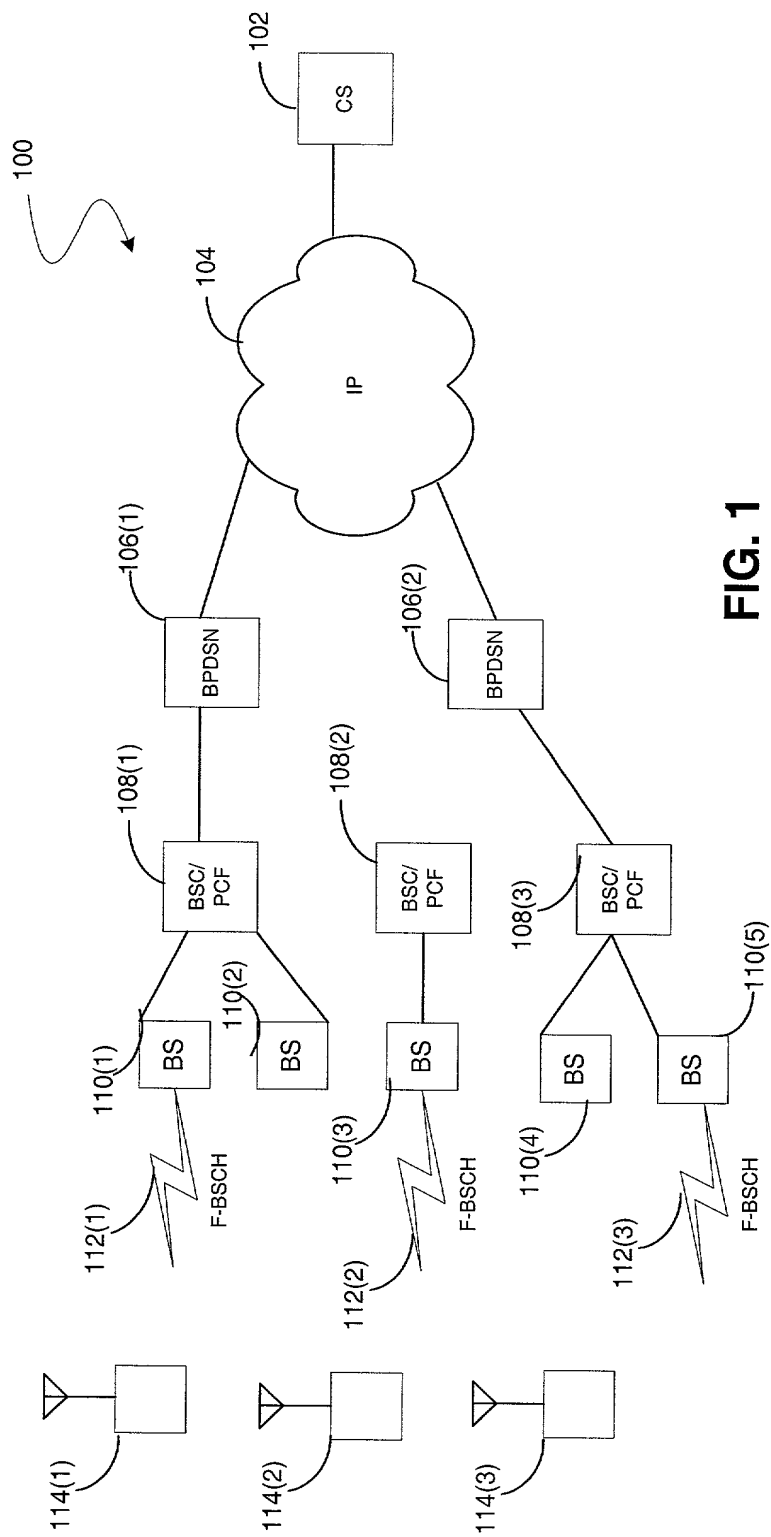 100
102
CS
104
IP
106(1)
BPDSN
106(2)
BPDSN
108(1)
BSC/
PCF
108(2)
BSC/
PCF
108(3)
BSC/
PCF
110(1)
BS
110(2)
BS
110(3)
BS
110(4)
BS
110(5)
BS
112(1)
F-BSCH
112(2)
F-BSCH
112(3)
F-BSCH
114(1)
114(2)
114(3)
FIG. 1